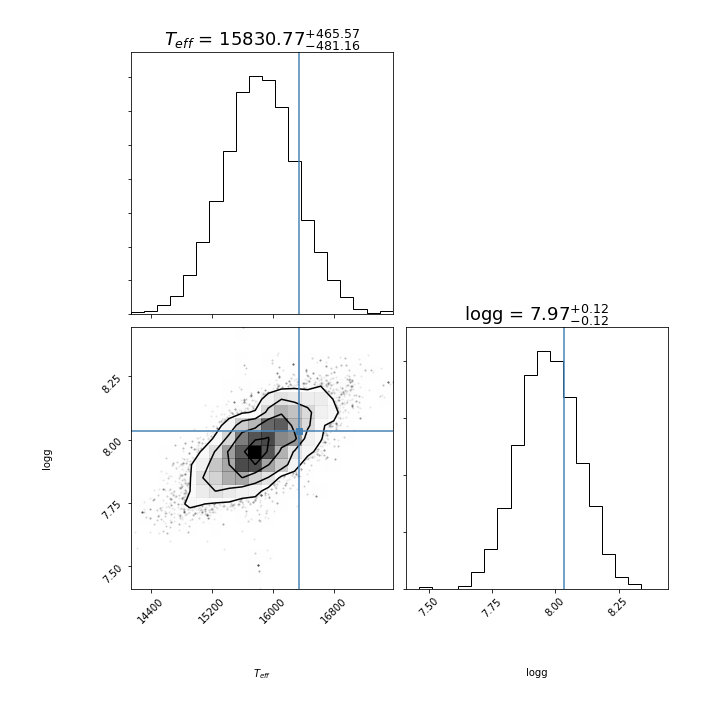 T_eff = 15830.77 +465.57 −481.16
logg = 7.97 +0.12 −0.12
8.25
8.00
7.75
7.50
logg
14400
15200
16000
16800
T_eff
7.50
7.75
8.00
8.25
logg